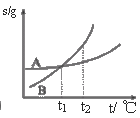 s/g
A
B
t₁ t₂ t/℃